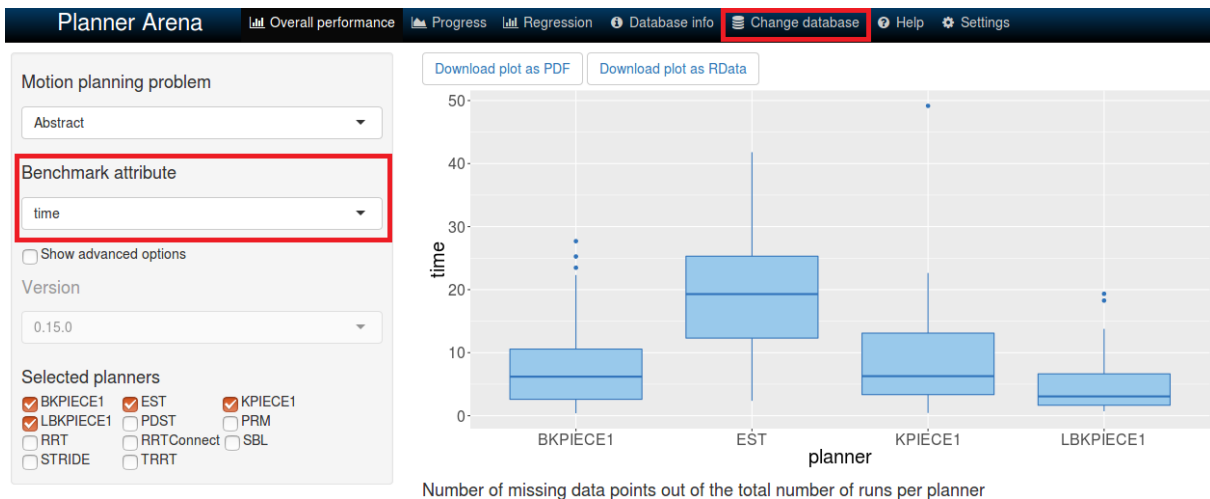 Planner Arena Overall performance Progress Regression Database info Change database Help Settings
Motion planning problem
Abstract
Benchmark attribute
time
Show advanced options
Version
0.15.0
Selected planners
BKPIECE1 EST KPIECE1
LBKPIECE1 PDST PRM
RRT RRTConnect SBL
STRIDE TRRT
Download plot as PDF Download plot as RData
50
40
30
20
10
0
time
BKPIECE1 EST KPIECE1 LBKPIECE1
planner
Number of missing data points out of the total number of runs per planner